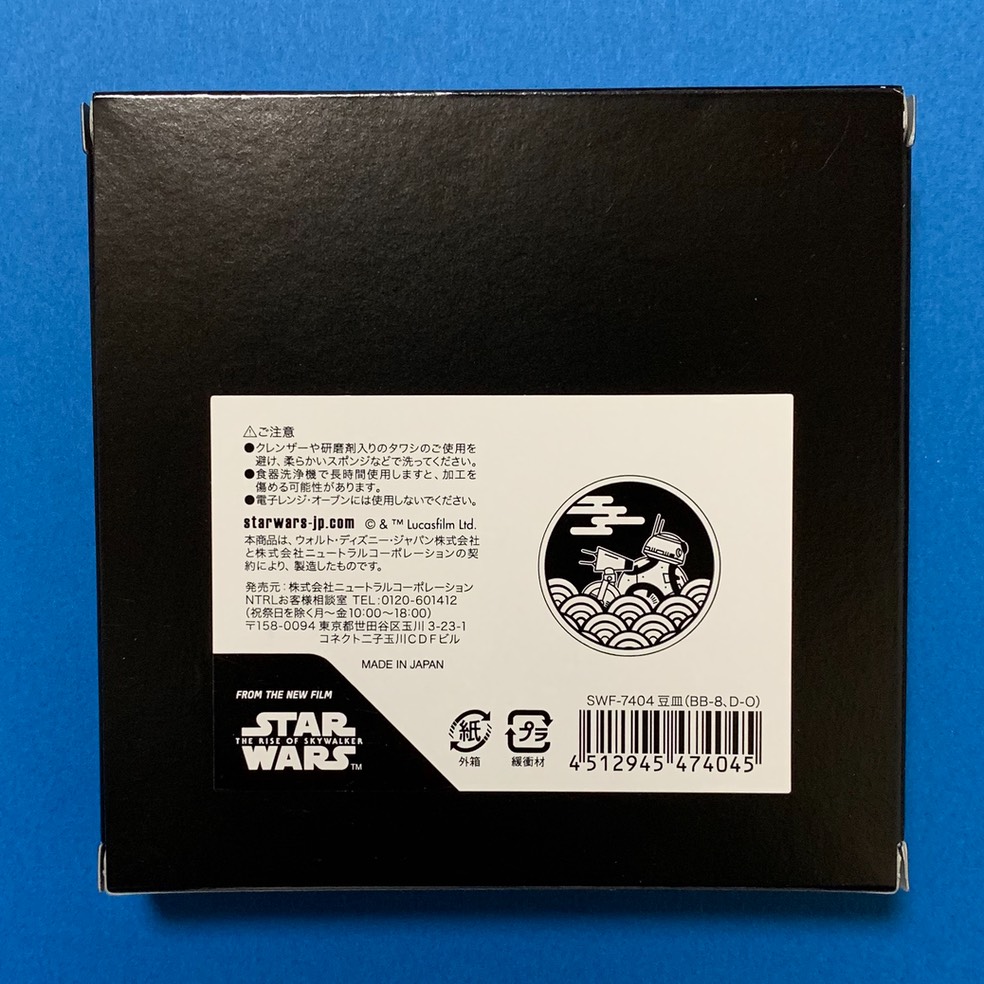 ⚠ご注意
●クレンザーや研磨剤入りのタワシのご使用を
避け、柔らかいスポンジなどで洗ってください。
●食器洗浄機で長時間使用しますと、加工を
傷める可能性があります。
●電子レンジ・オーブンには使用しないでください。
starwars-jp.com © & ™ Lucasfilm Ltd.
本商品は、ウォルト・ディズニー・ジャパン株式会社
と株式会社ニュートラルコーポレーションの契
約により、製造したものです。
発売元：株式会社ニュートラルコーポレーション
NTRLお客様相談室 TEL:0120-601412
(祝祭日を除く月〜金10:00〜18:00)
〒158-0094 東京都世田谷区玉川 3-23-1
コネクト二子玉川CDFビル
MADE IN JAPAN
FROM THE NEW FILM
STAR
THE RISE OF SKYWALKER
WARS™
紙
外箱
プラ
緩衝材
SWF-7404 豆皿(BB-8、D-O)
4 512945 474045